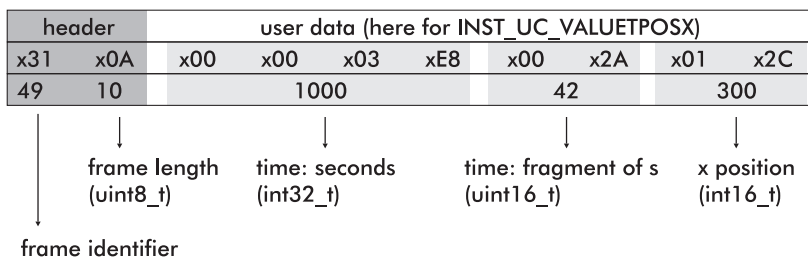 header user data (here for INST_UC_VALUETPOSX)
x31 x0A x00 x00 x03 xE8 x00 x2A x01 x2C
49 10 1000 42 300
frame length time: seconds time: fragment of s x position
(uint8_t) (int32_t) (uint16_t) (int16_t)
frame identifier